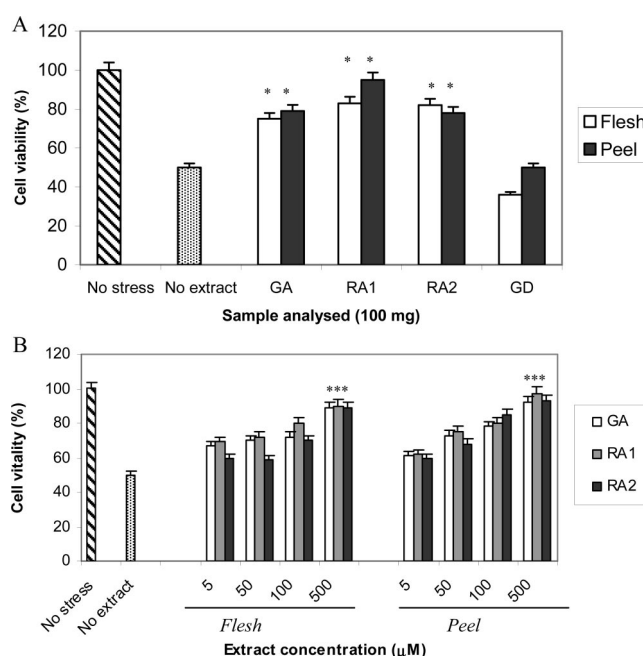 A
120
100
80
60
40
20
0
Cell viability (%)
* * * * * *
Flesh
Peel
No stress No extract GA RA1 RA2 GD
Sample analysed (100 mg)
B
120
100
80
60
40
20
0
Cell vitality (%)
*** ***
GA
RA1
RA2
No stress No extract 5 50 100 500 5 50 100 500
Flesh Peel
Extract concentration (μM)